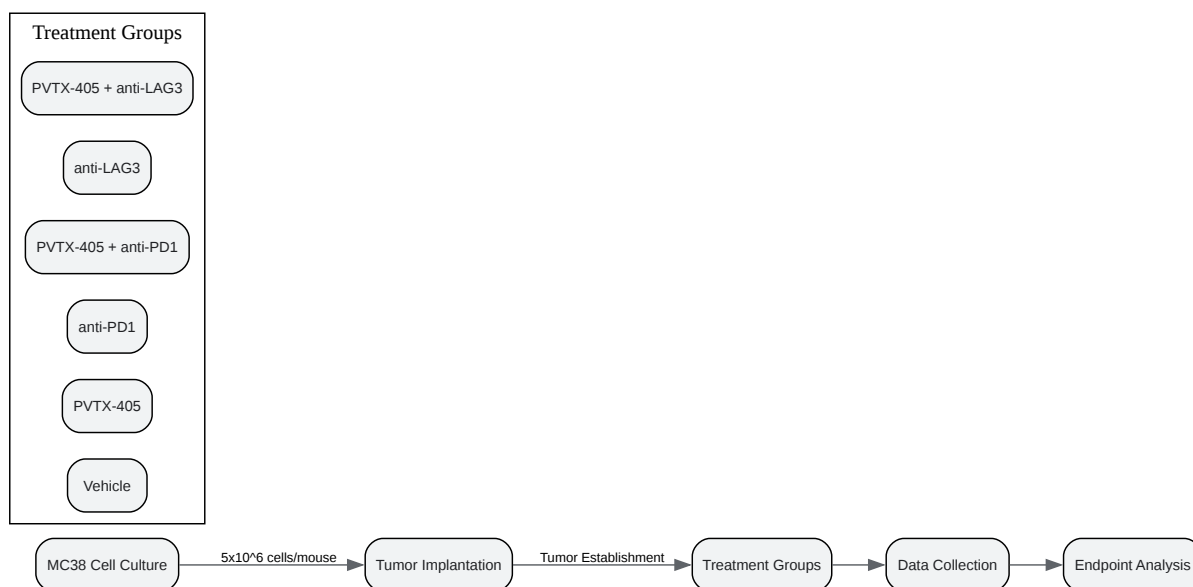 Treatment Groups
PVTX-405 + anti-LAG3
anti-LAG3
PVTX-405 + anti-PD1
anti-PD1
PVTX-405
Vehicle
MC38 Cell Culture
5x10^6 cells/mouse
Tumor Implantation
Tumor Establishment
Treatment Groups
Data Collection
Endpoint Analysis